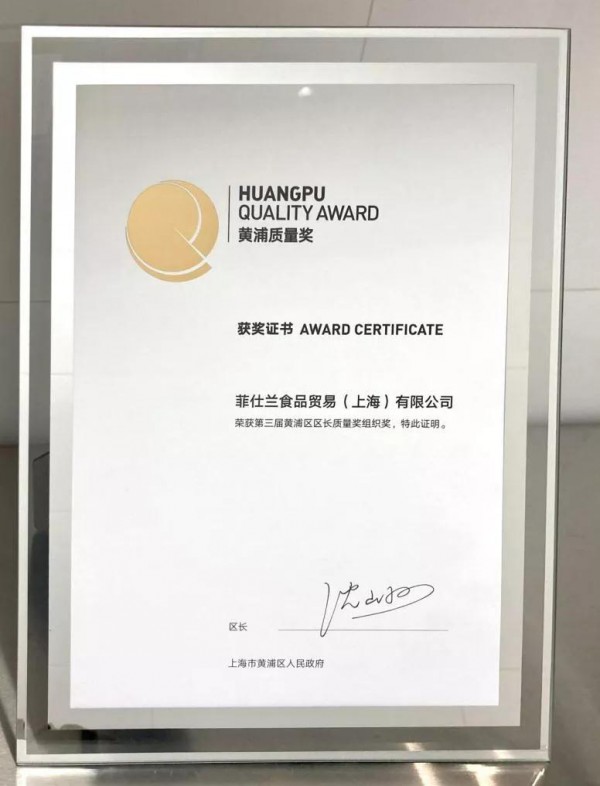 HUANGPU
QUALITY AWARD
黄浦质量奖
获奖证书 AWARD CERTIFICATE
菲仕兰食品贸易（上海）有限公司
荣获第三届黄浦区区长质量奖组织奖，特此证明。
区长
上海市黄浦区人民政府